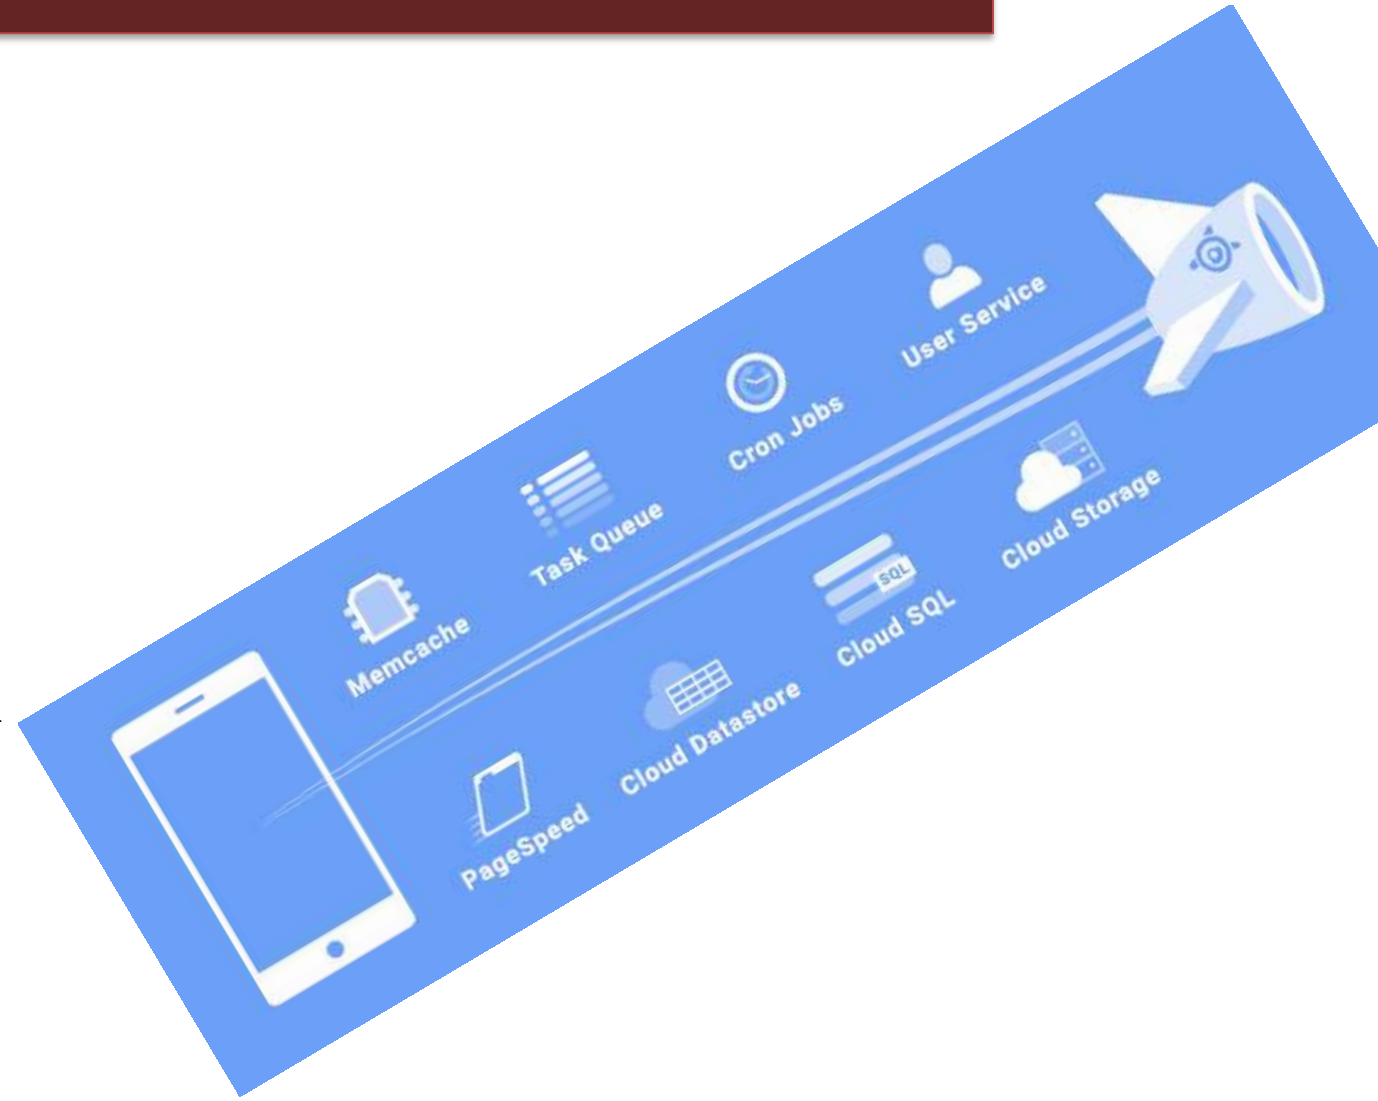 User Service
Cron Jobs
Task Queue
Memcache
Cloud Storage
SQL
Cloud SQL
Cloud Datastore
PageSpeed